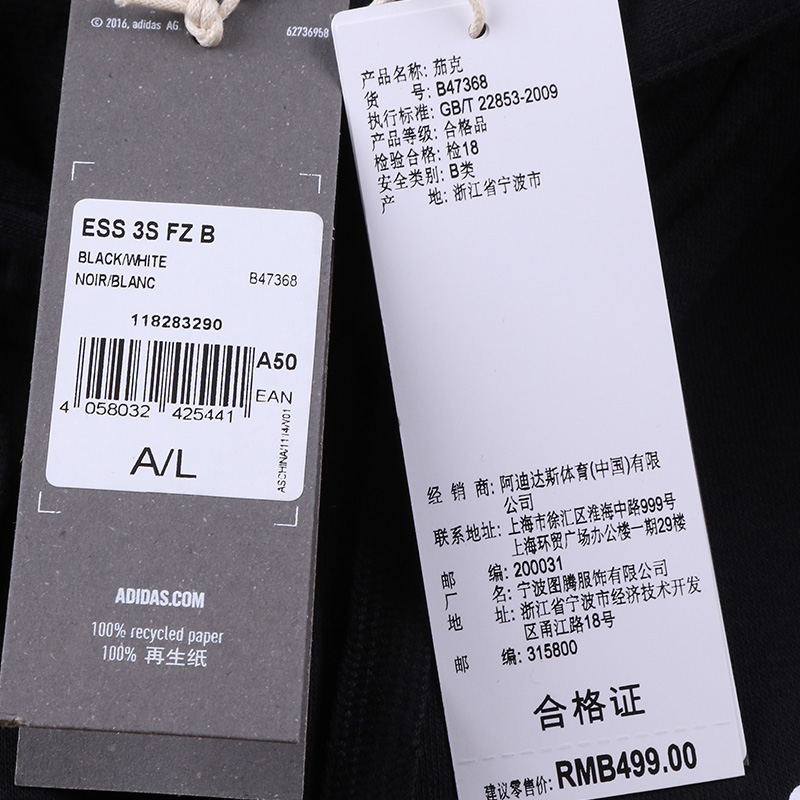 © 2016, adidas AG
62736958
ESS 3S FZ B
BLACK/WHITE
NOIR/BLANC B47368
118283290
A50
EAN
4 058032 425441
A/L
ADIDAS.COM
100% recycled paper
100% 再生纸
产品名称: 茄克
货 号: B47368
执行标准: GB/T 22853-2009
产品等级: 合格品
检验合格: 检18
安全类别: B类
产 地: 浙江省宁波市
经 销 商: 阿迪达斯体育(中国)有限
公司
联系地址: 上海市徐汇区淮海中路999号
上海环贸广场办公楼一期29楼
邮 编: 200031
厂 名: 宁波图腾服饰有限公司
地 址: 浙江省宁波市经济技术开发
区甬江路18号
邮 编: 315800
合格证
建议零售价: RMB499.00